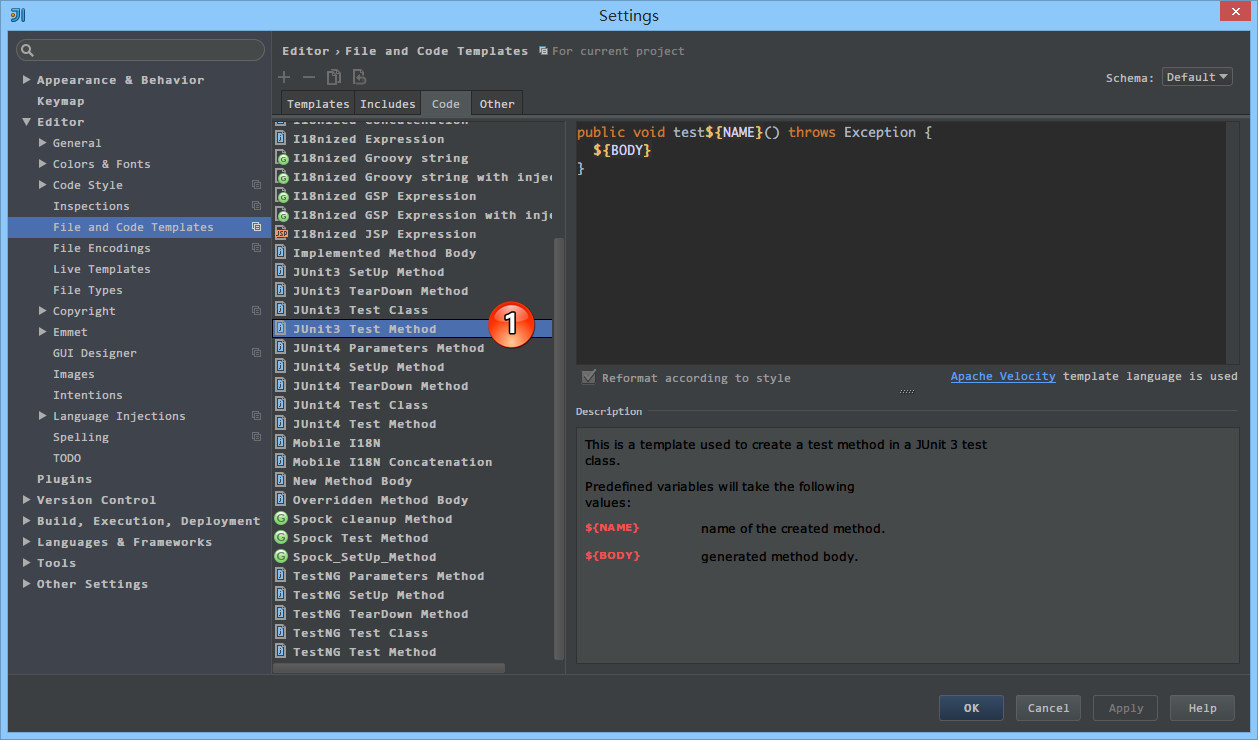 Settings
Appearance & Behavior
Keymap
Editor
General
Colors & Fonts
Code Style
Inspections
File and Code Templates
File Encodings
Live Templates
File Types
Copyright
Emmet
GUI Designer
Images
Intentions
Language Injections
Spelling
TODO
Plugins
Version Control
Build, Execution, Deployment
Languages & Frameworks
Tools
Other Settings
Editor › File and Code Templates For current project
Schema: Default
Templates Includes Code Other
I18nized Concatenation
I18nized Expression
I18nized Groovy string
I18nized Groovy string with inje
I18nized GSP Expression
I18nized GSP Expression with inje
I18nized JSP Expression
Implemented Method Body
JUnit3 SetUp Method
JUnit3 TearDown Method
JUnit3 Test Class
JUnit3 Test Method
1
JUnit4 Parameters Method
JUnit4 SetUp Method
JUnit4 TearDown Method
JUnit4 Test Class
JUnit4 Test Method
Mobile I18N
Mobile I18N Concatenation
New Method Body
Overridden Method Body
Spock cleanup Method
Spock Test Method
Spock_SetUp_Method
TestNG Parameters Method
TestNG SetUp Method
TestNG TearDown Method
TestNG Test Class
TestNG Test Method
public void test${NAME}() throws Exception {
${BODY}
}
Reformat according to style
Apache Velocity template language is used
Description
This is a template used to create a test method in a JUnit 3 test
class.
Predefined variables will take the following
values:
${NAME} name of the created method.
${BODY} generated method body.
OK Cancel Apply Help